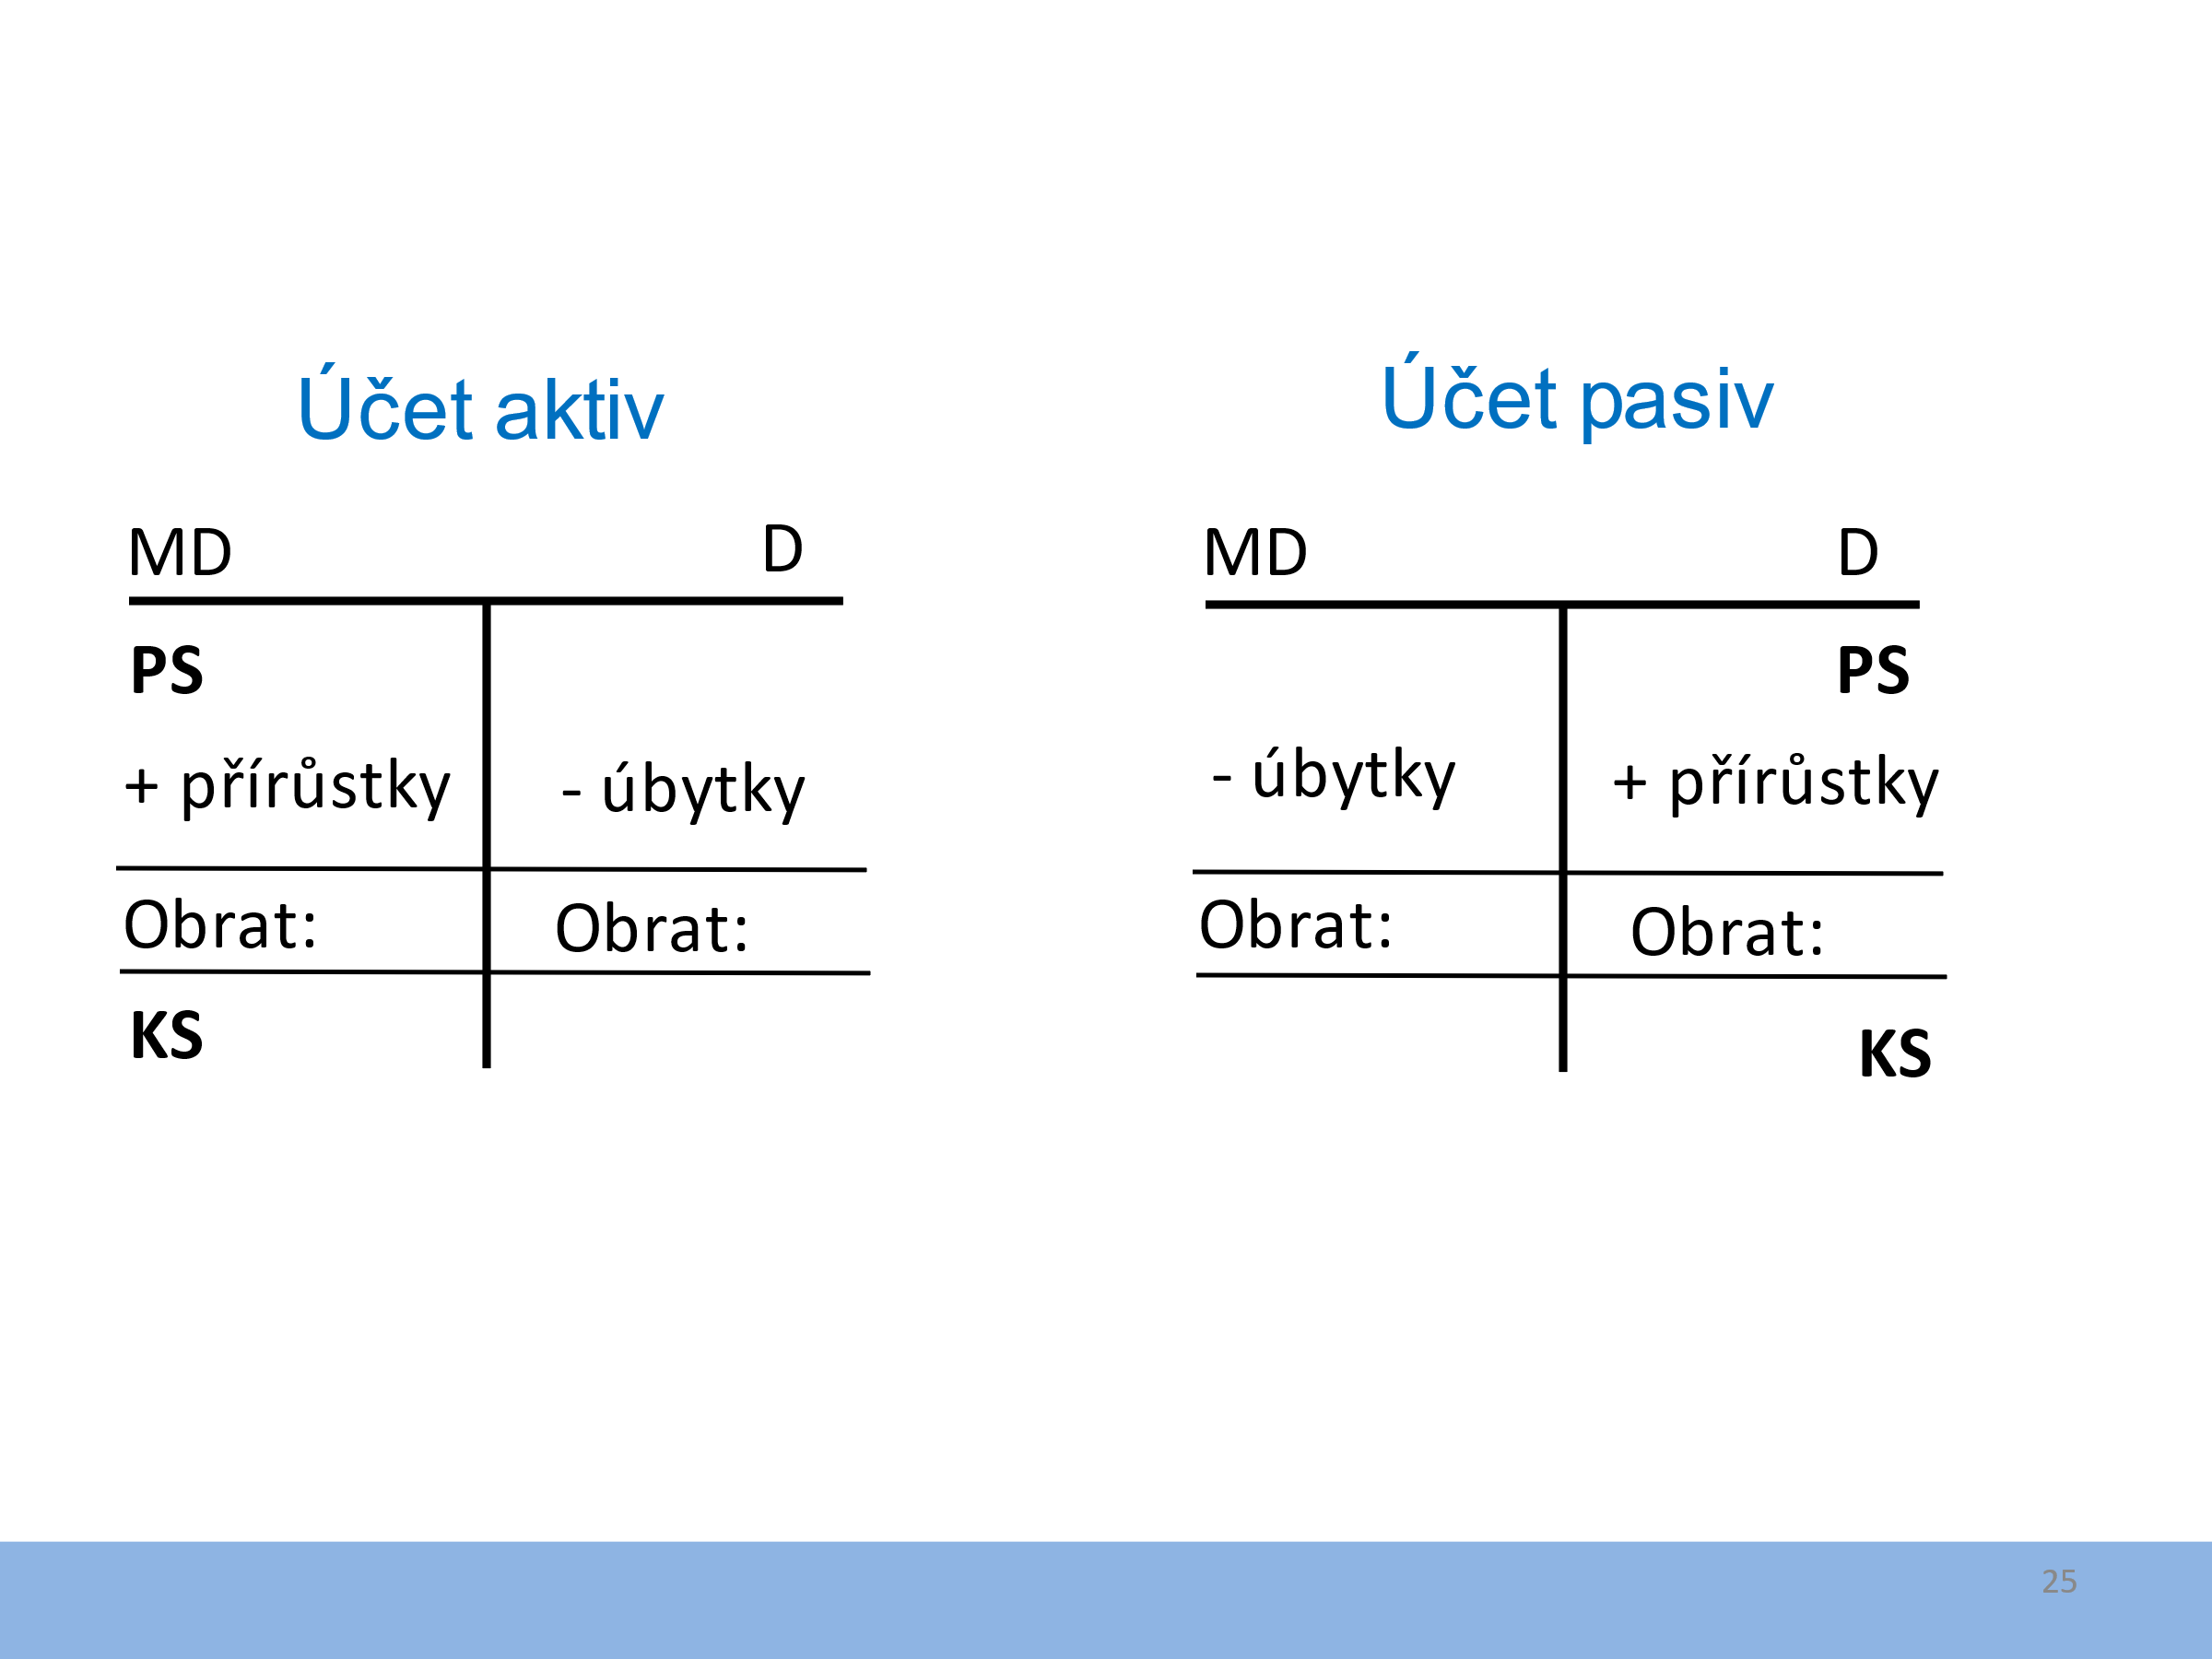 Účet aktiv
MD D
PS
+ přírůstky - úbytky
Obrat: Obrat:
KS
Účet pasiv
MD D
PS
- úbytky + přírůstky
Obrat: Obrat:
KS
25